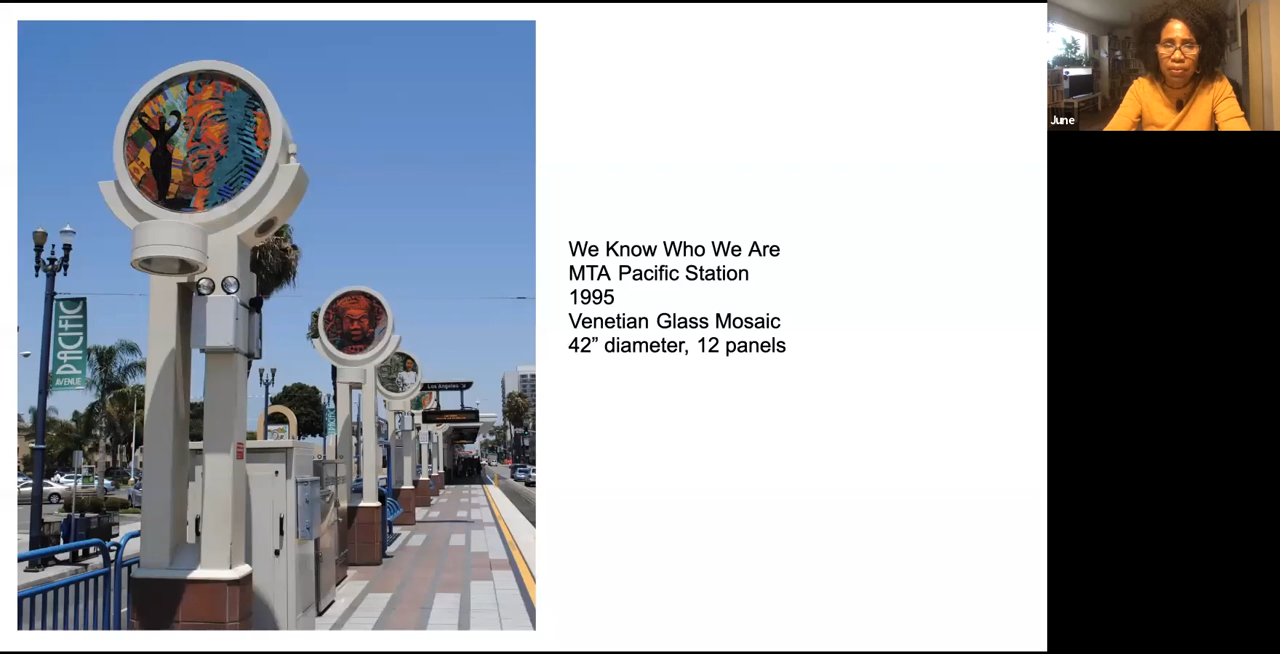 We Know Who We Are
MTA Pacific Station
1995
Venetian Glass Mosaic
42” diameter, 12 panels
June
PACIFIC
AVENUE
Los Angeles